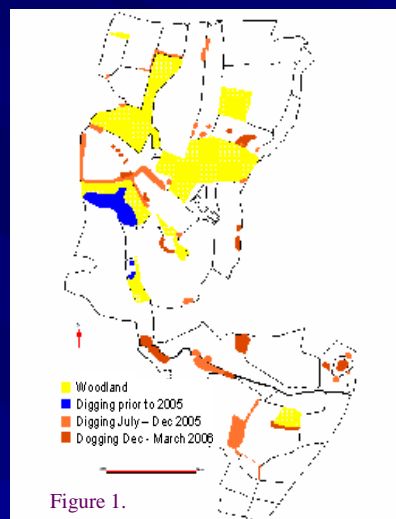 Woodland
Digging prior to 2005
Digging July – Dec 2005
Dogging Dec - March 2006
Figure 1.